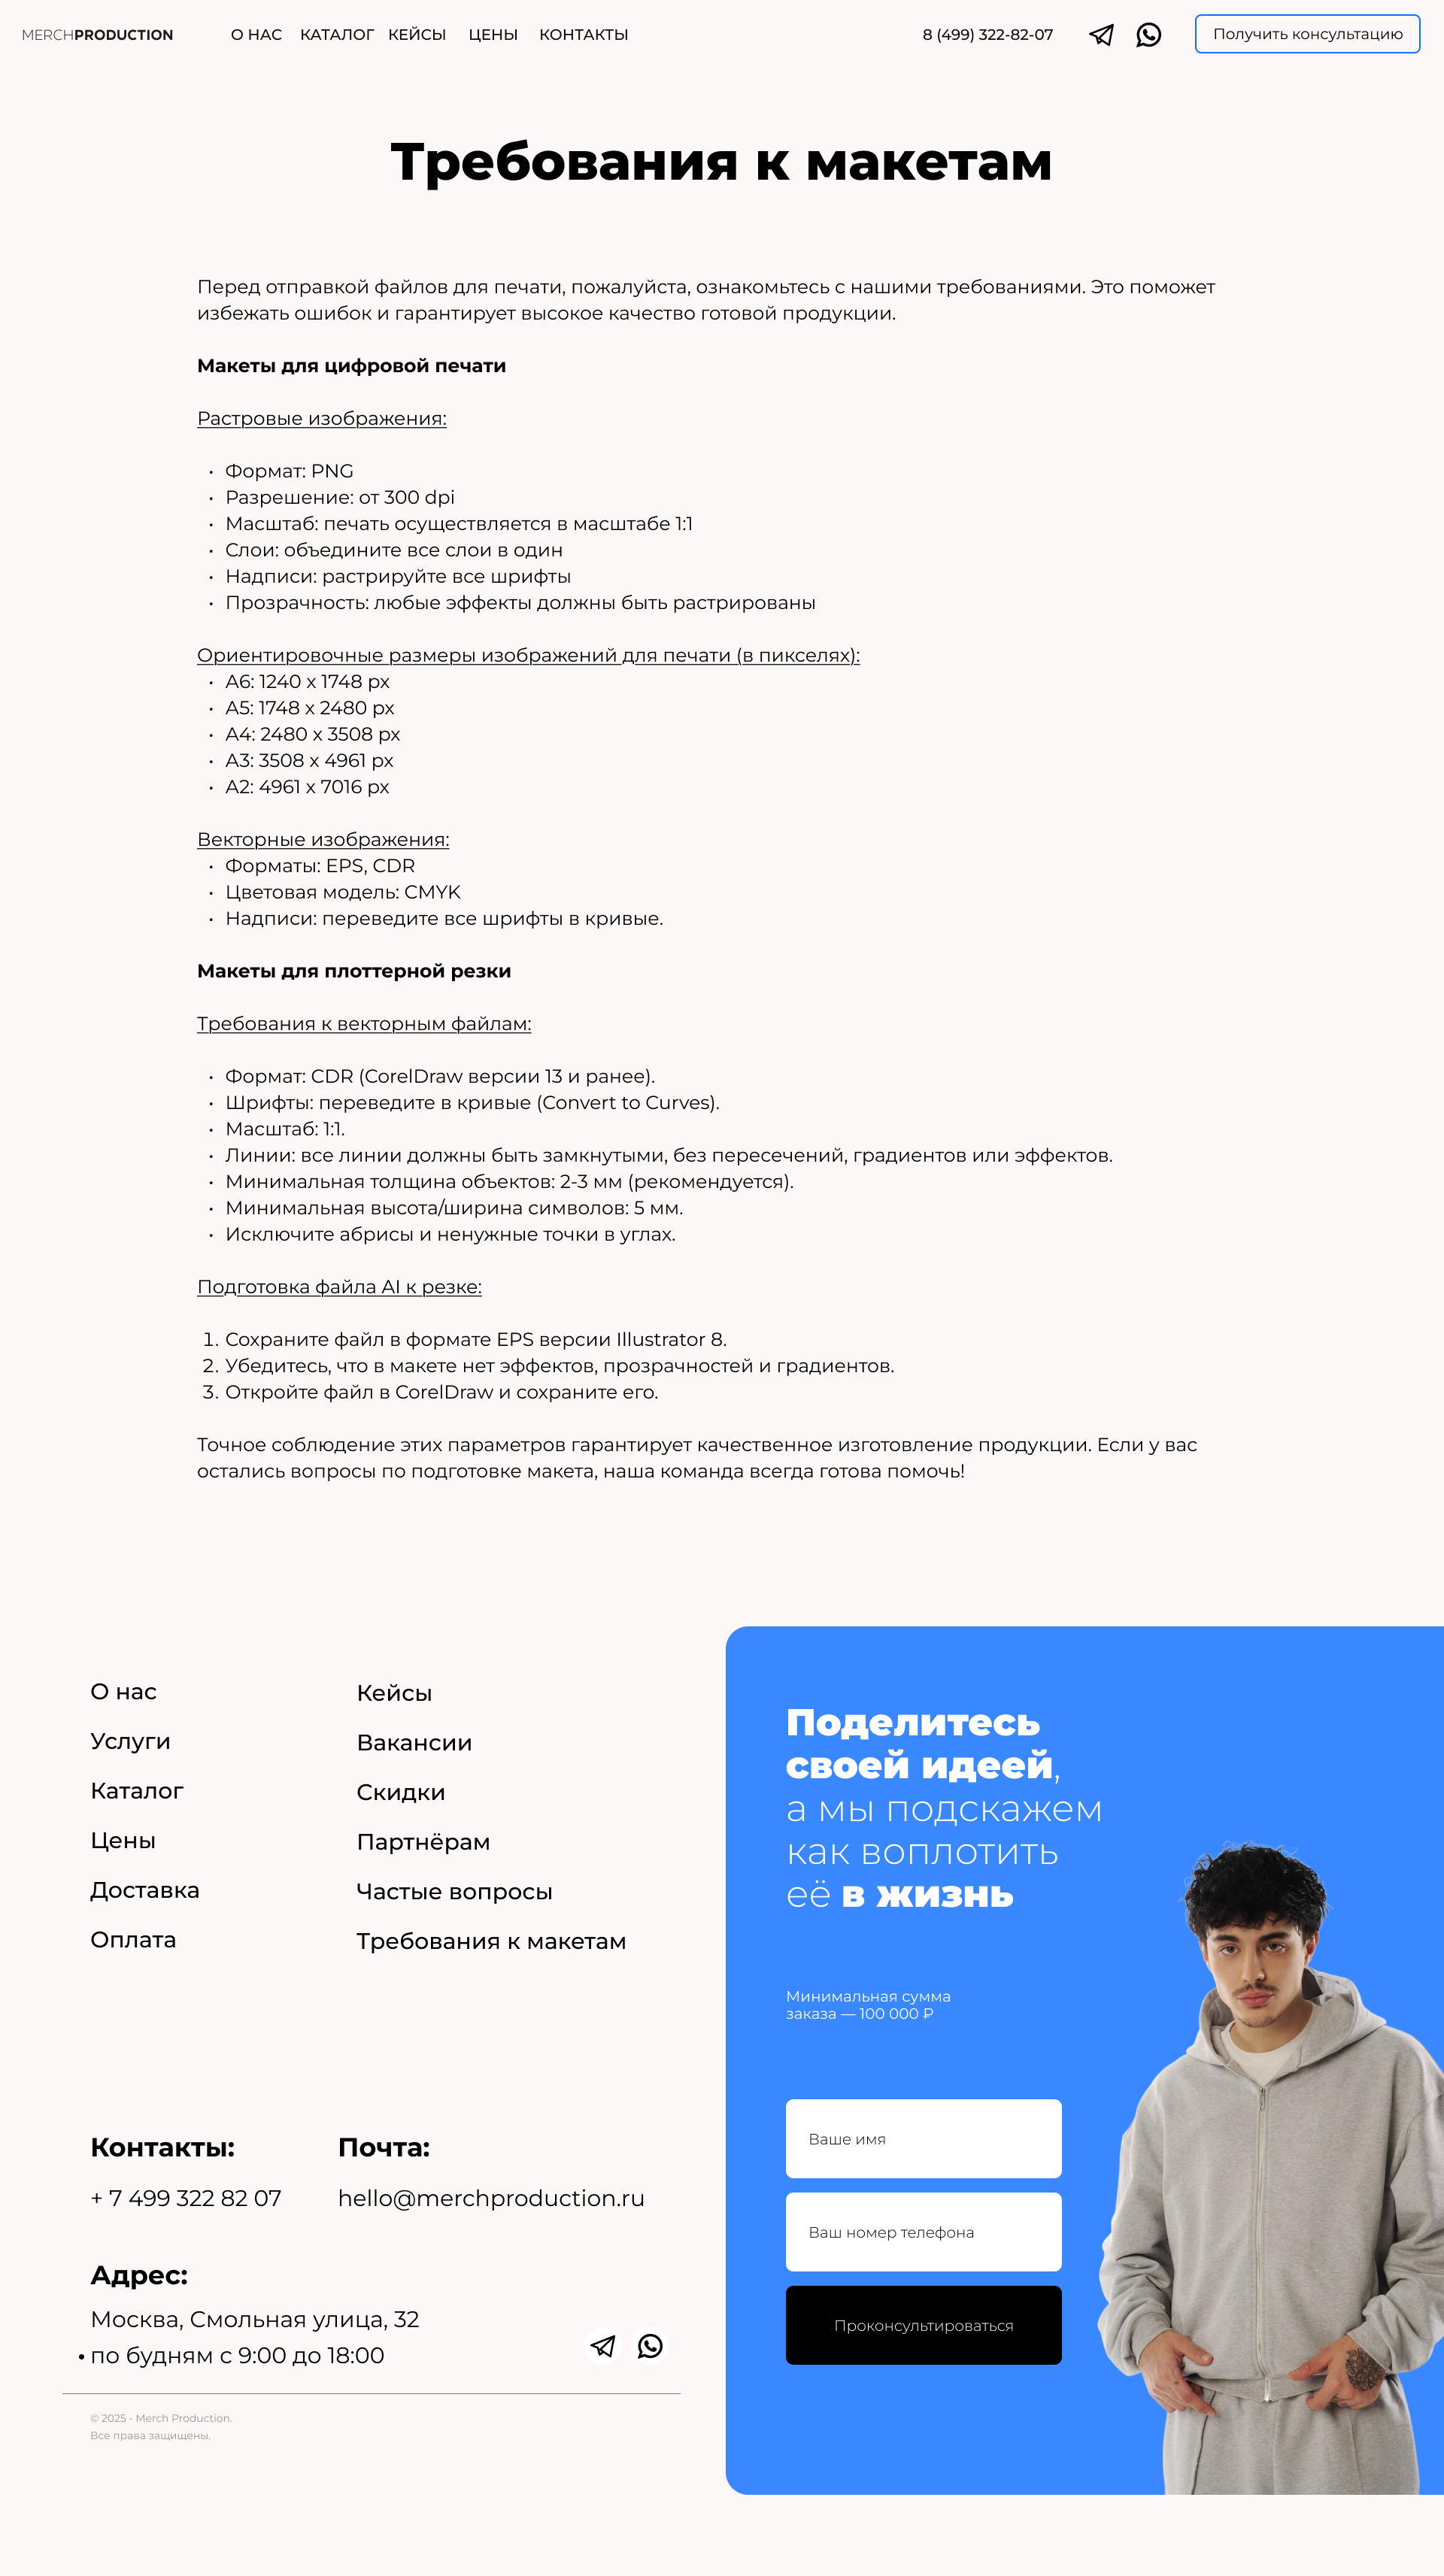 MERCHPRODUCTION
О НАС КАТАЛОГ КЕЙСЫ ЦЕНЫ КОНТАКТЫ
8 (499) 322-82-07
Получить консультацию
Требования к макетам
Перед отправкой файлов для печати, пожалуйста, ознакомьтесь с нашими требованиями. Это поможет
избежать ошибок и гарантирует высокое качество готовой продукции.
Макеты для цифровой печати
Растровые изображения:
• Формат: PNG
• Разрешение: от 300 dpi
• Масштаб: печать осуществляется в масштабе 1:1
• Слои: объедините все слои в один
• Надписи: растрируйте все шрифты
• Прозрачность: любые эффекты должны быть растрированы
Ориентировочные размеры изображений для печати (в пикселях):
• A6: 1240 x 1748 px
• A5: 1748 x 2480 px
• A4: 2480 x 3508 px
• A3: 3508 x 4961 px
• A2: 4961 x 7016 px
Векторные изображения:
• Форматы: EPS, CDR
• Цветовая модель: CMYK
• Надписи: переведите все шрифты в кривые.
Макеты для плоттерной резки
Требования к векторным файлам:
• Формат: CDR (CorelDraw версии 13 и ранее).
• Шрифты: переведите в кривые (Convert to Curves).
• Масштаб: 1:1.
• Линии: все линии должны быть замкнутыми, без пересечений, градиентов или эффектов.
• Минимальная толщина объектов: 2-3 мм (рекомендуется).
• Минимальная высота/ширина символов: 5 мм.
• Исключите абрисы и ненужные точки в углах.
Подготовка файла AI к резке:
1. Сохраните файл в формате EPS версии Illustrator 8.
2. Убедитесь, что в макете нет эффектов, прозрачностей и градиентов.
3. Откройте файл в CorelDraw и сохраните его.
Точное соблюдение этих параметров гарантирует качественное изготовление продукции. Если у вас
остались вопросы по подготовке макета, наша команда всегда готова помочь!
О нас
Услуги
Каталог
Цены
Доставка
Оплата
Кейсы
Вакансии
Скидки
Партнёрам
Частые вопросы
Требования к макетам
Контакты:
+ 7 499 322 82 07
Почта:
hello@merchproduction.ru
Адрес:
Москва, Смольная улица, 32
• по будням с 9:00 до 18:00
© 2025 - Merch Production.
Все права защищены.
Поделитесь
своей идеей,
а мы подскажем
как воплотить
её в жизнь
Минимальная сумма
заказа — 100 000 ₽
Ваше имя
Ваш номер телефона
Проконсультироваться